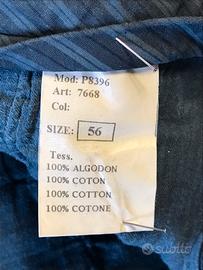 Mod: P8396
Art: 7668
Col:
SIZE: 56
Tess.
100% ALGODON
100% COTON
100% COTTON
100% COTONE
subito